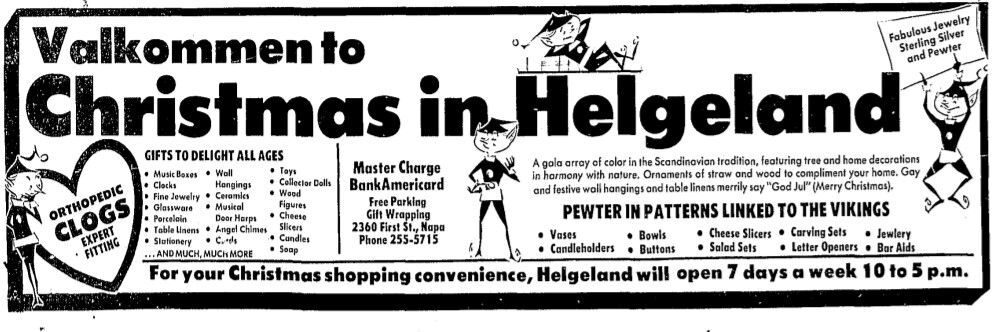 Valkommen to
Christmas in Helgeland
Fabulous Jewelry
Sterling Silver
and Pewter
ORTHOPEDIC
CLOGS
EXPERT
FITTING
GIFTS TO DELIGHT ALL AGES
• Music Boxes
• Clocks
• Fine Jewelry
• Glassware
• Porcelain
• Table Linens
• Stationery
• Wall
Hangings
• Ceramics
• Musical
Door Harps
• Angel Chimes
• Cards
• Toys
• Collector Dolls
• Wood
Figures
• Cheese
Slicers
• Candles
• Soap
... AND MUCH, MUCH MORE
Master Charge
BankAmericard
Free Parking
Gift Wrapping
2360 First St., Napa
Phone 255-5715
A gala array of color in the Scandinavian tradition, featuring tree and home decorations
in harmony with nature. Ornaments of straw and wood to compliment your home. Gay
and festive wall hangings and table linens merrily say "God Jul" (Merry Christmas).
PEWTER IN PATTERNS LINKED TO THE VIKINGS
• Vases • Bowls • Cheese Slicers • Carving Sets • Jewlery
• Candleholders • Buttons • Salad Sets • Letter Openers • Bar Aids
For your Christmas shopping convenience, Helgeland will open 7 days a week 10 to 5 p.m.